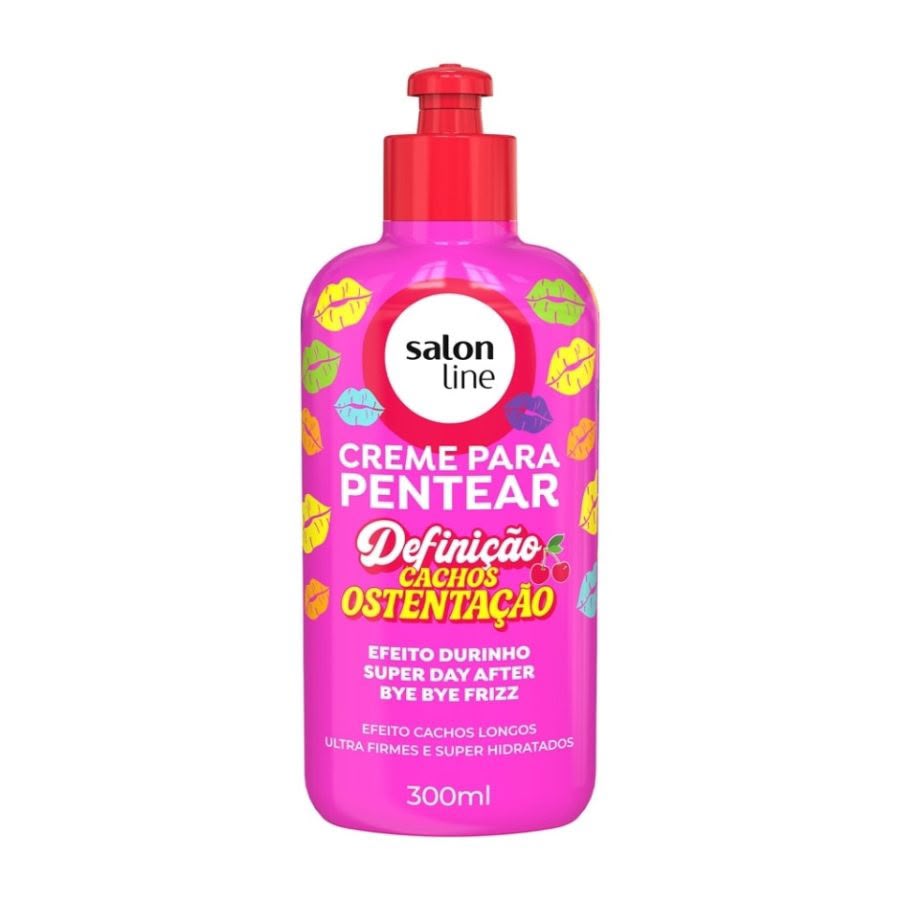 salon
line
CREME PARA
PENTEAR
Definição
CACHOS
OSTENTAÇÃO
EFEITO DURINHO
SUPER DAY AFTER
BYE BYE FRIZZ
EFEITO CACHOS LONGOS
ULTRA FIRMES E SUPER HIDRATADOS
300ml